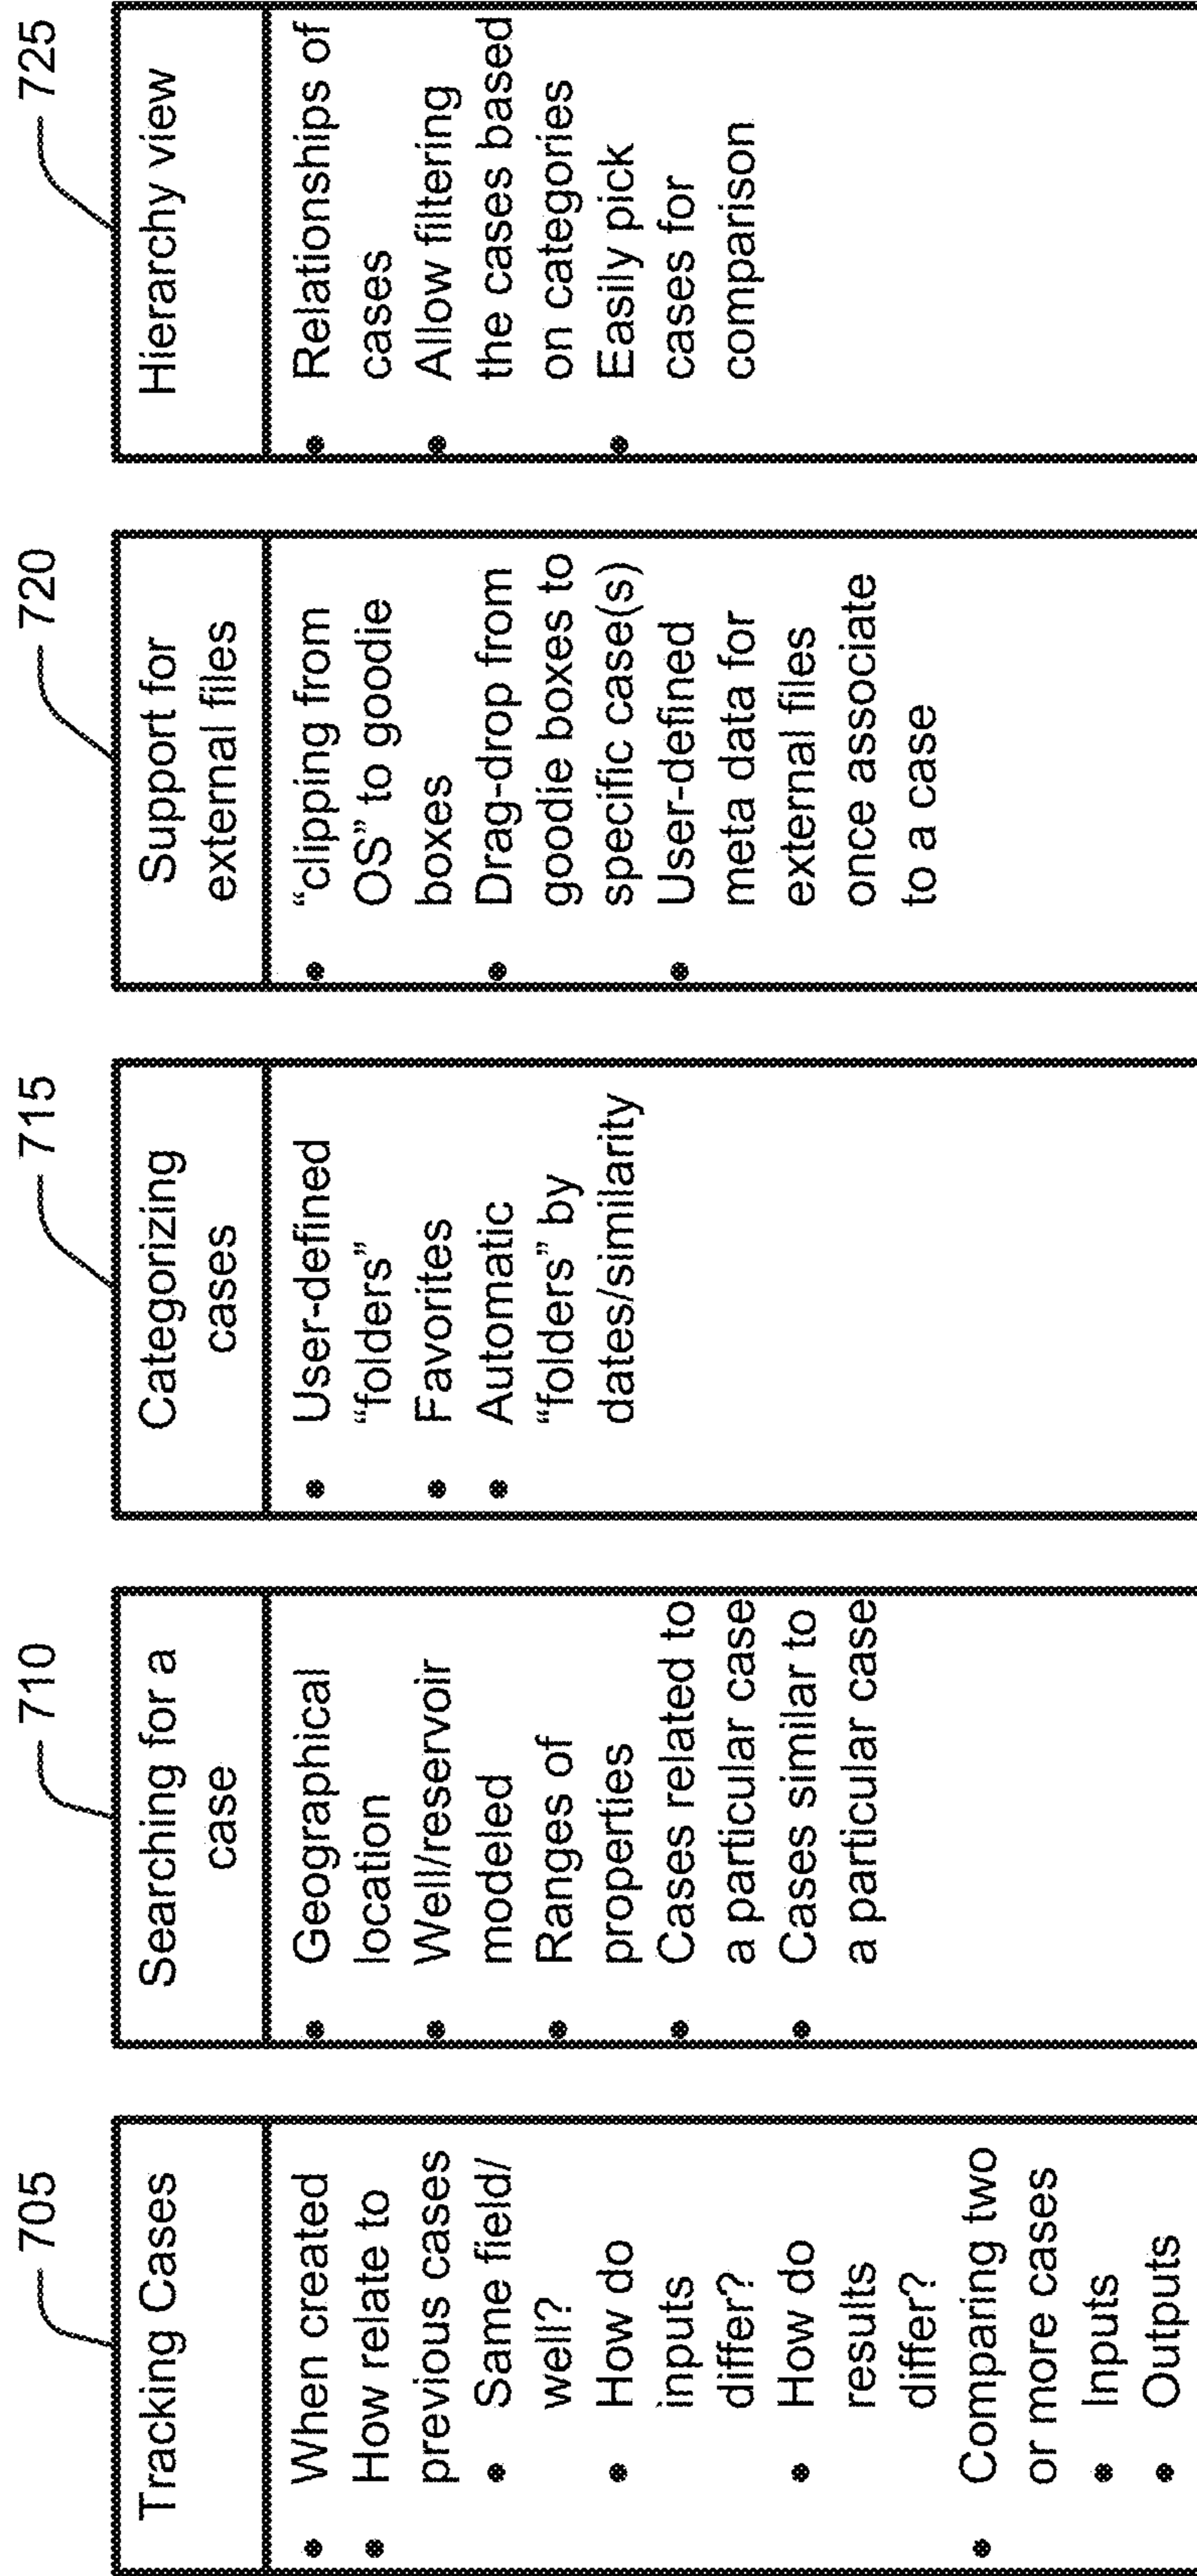 705
Tracking Cases
• When created
• How relate to
previous cases
• Same field/
well?
• How do
inputs
differ?
• How do
results
differ?
• Comparing two
or more cases
• Inputs
• Outputs
710
Searching for a
case
• Geographical
location
• Well/reservoir
modeled
• Ranges of
properties
• Cases related to
a particular case
• Cases similar to
a particular case
715
Categorizing
cases
• User-defined
“folders”
• Favorites
• Automatic
“folders” by
dates/similarity
720
Support for
external files
• “clipping from
OS” to goodie
boxes
• Drag-drop from
goodie boxes to
specific case(s)
• User-defined
meta data for
external files
once associate
to a case
725
Hierarchy view
• Relationships of
cases
• Allow filtering
the cases based
on categories
• Easily pick
cases for
comparison